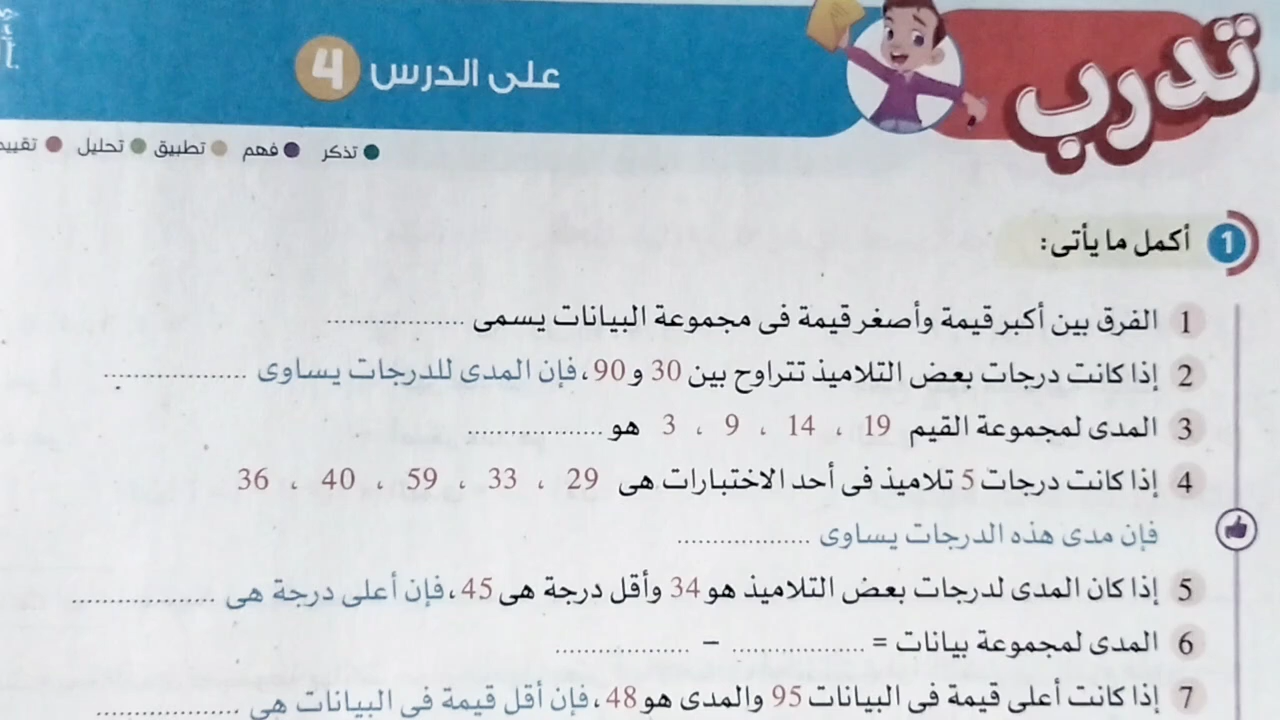 تدرب
على الدرس 4
تذكر فهم تطبيق تحليل
1 أكمل ما يأتى:
1 الفرق بين أكبر قيمة وأصغر قيمة فى مجموعة البيانات يسمى ..................
2 إذا كانت درجات بعض التلاميذ تتراوح بين 30 و90، فإن المدى للدرجات يساوى ..................
3 المدى لمجموعة القيم 19 ، 14 ، 9 ، 3 هو ..................
4 إذا كانت درجات 5 تلاميذ فى أحد الاختبارات هى 29 ، 33 ، 59 ، 40 ، 36
فإن مدى هذه الدرجات يساوى ..................
5 إذا كان المدى لدرجات بعض التلاميذ هو 34 وأقل درجة هى 45، فإن أعلى درجة هى ..................
6 المدى لمجموعة بيانات = .................. – ..................
7 إذا كانت أعلى قيمة فى البيانات 95 والمدى هو 48، فإن أقل قيمة فى البيانات هى ..................